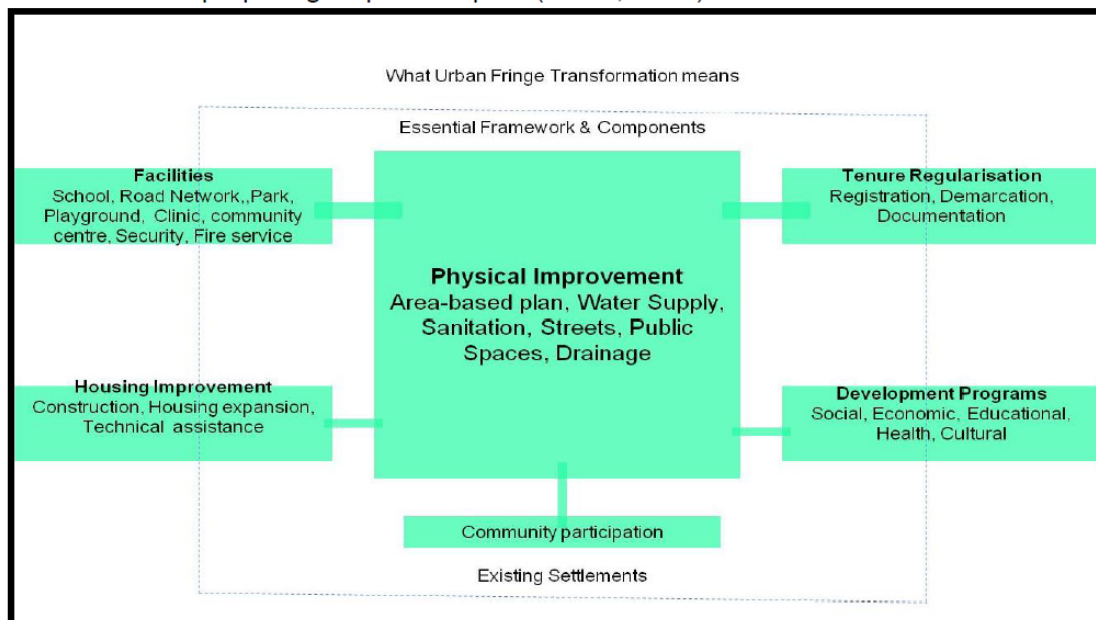 What Urban Fringe Transformation means
Essential Framework & Components
Facilities
School, Road Network,,Park,
Playground, Clinic, community
centre, Security, Fire service
Tenure Regularisation
Registration, Demarcation,
Documentation
Physical Improvement
Area-based plan, Water Supply,
Sanitation, Streets, Public
Spaces, Drainage
Housing Improvement
Construction, Housing expansion,
Technical assistance
Development Programs
Social, Economic, Educational,
Health, Cultural
Community participation
Existing Settlements